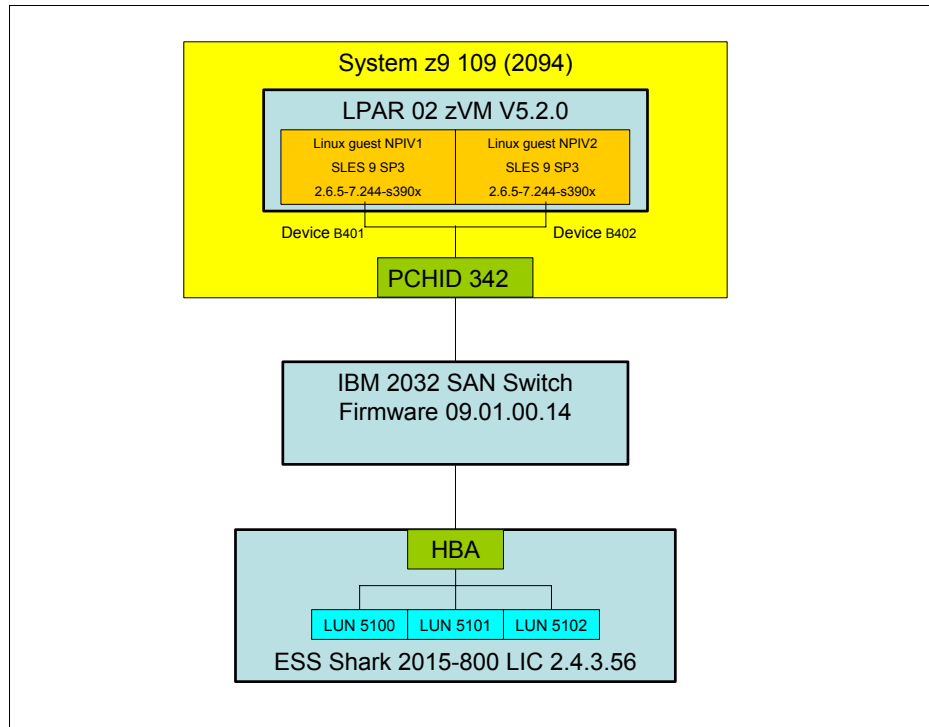 System z9 109 (2094)
LPAR 02 zVM V5.2.0
Linux guest NPIV1
SLES 9 SP3
2.6.5-7.244-s390x
Linux guest NPIV2
SLES 9 SP3
2.6.5-7.244-s390x
Device B401
Device B402
PCHID 342
IBM 2032 SAN Switch
Firmware 09.01.00.14
HBA
LUN 5100
LUN 5101
LUN 5102
ESS Shark 2015-800 LIC 2.4.3.56